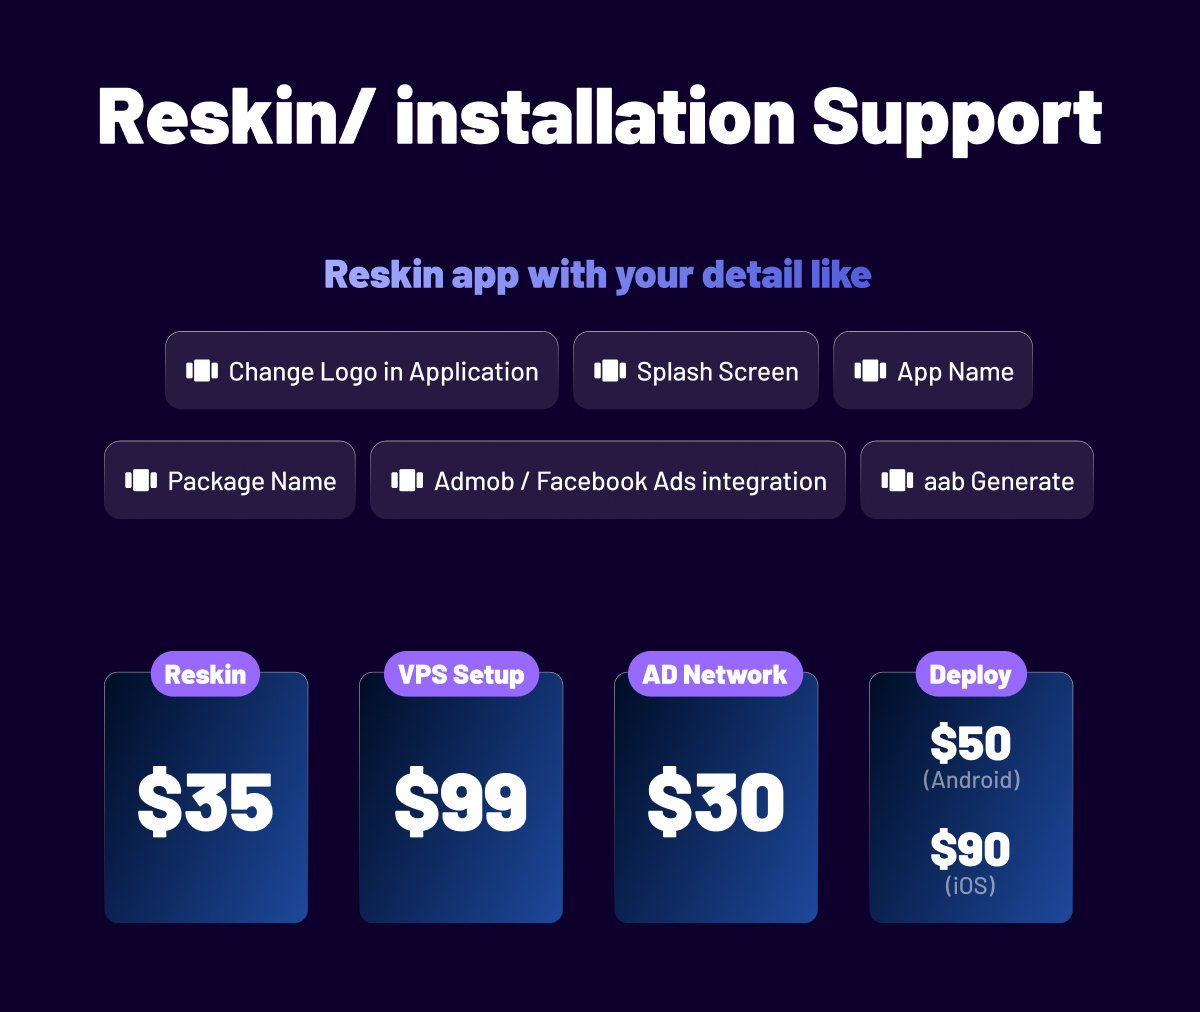 Reskin/ installation Support
Reskin app with your detail like
Change Logo in Application
Splash Screen
App Name
Package Name
Admob / Facebook Ads integration
aab Generate
Reskin
$35
VPS Setup
$99
AD Network
$30
Deploy
$50
(Android)
$90
(iOS)